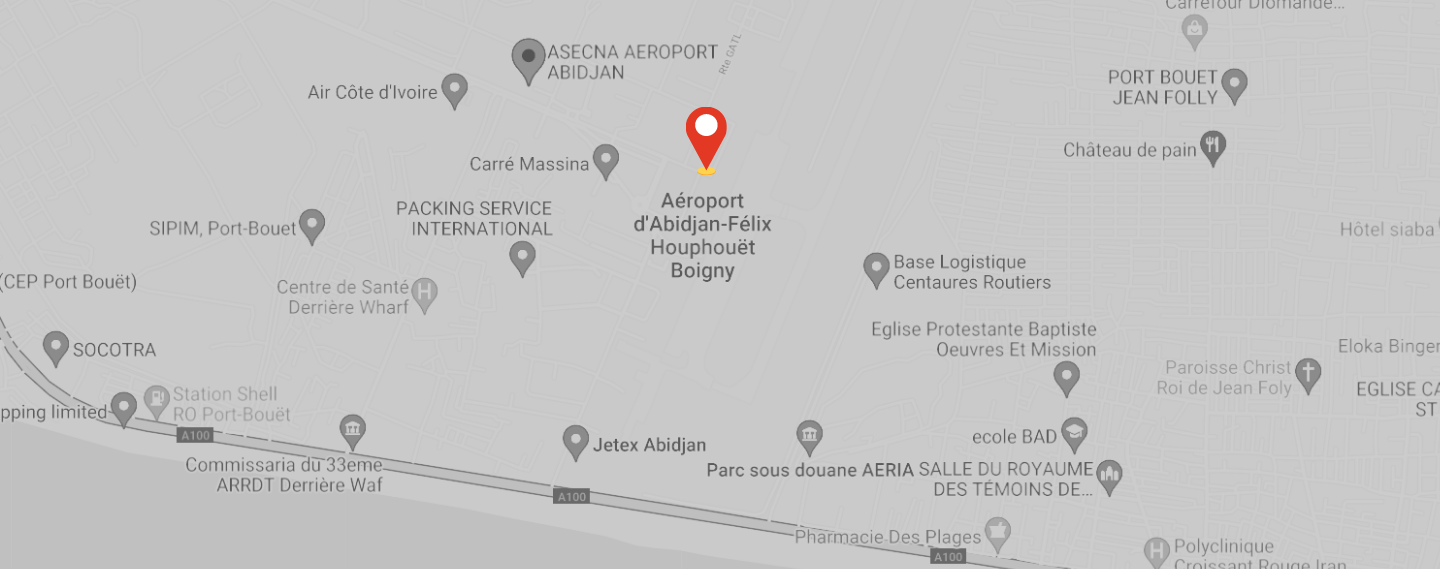 Carrefour Diomande...
ASECNA AEROPORT
ABIDJAN
Rte GATL
Air Côte d'Ivoire
PORT BOUET
JEAN FOLLY
Château de pain
Carré Massina
Aéroport
d'Abidjan-Félix
Houphouët
Boigny
PACKING SERVICE
INTERNATIONAL
SIPIM, Port-Bouet
Hôtel siaba
Base Logistique
Centaures Routiers
(CEP Port Bouët)
Centre de Santé
Derrière Wharf
Eglise Protestante Baptiste
Oeuvres Et Mission
SOCOTRA
Eloka Binger
Paroisse Christ
Roi de Jean Foly
EGLISE CA
ST
Station Shell
RO Port-Bouët
pping limited
A100
Commissaria du 33eme
ARRDT Derrière Waf
Jetex Abidjan
ecole BAD
Parc sous douane AERIA
SALLE DU ROYAUME
DES TÉMOINS DE...
A100
Pharmacie Des Plages
A100
Polyclinique
Croissant Rouge Iran